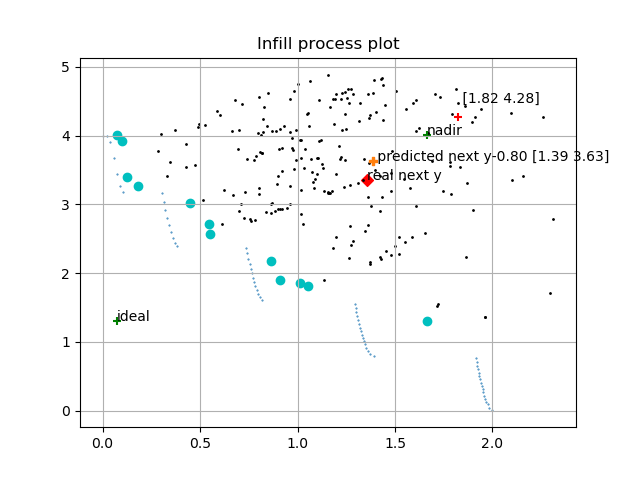 Infill process plot
5
[1.82 4.28]
4
nadir
predicted next y-0.80 [1.39 3.63]
real next y
3
2
ideal
1
0
0.0 0.5 1.0 1.5 2.0